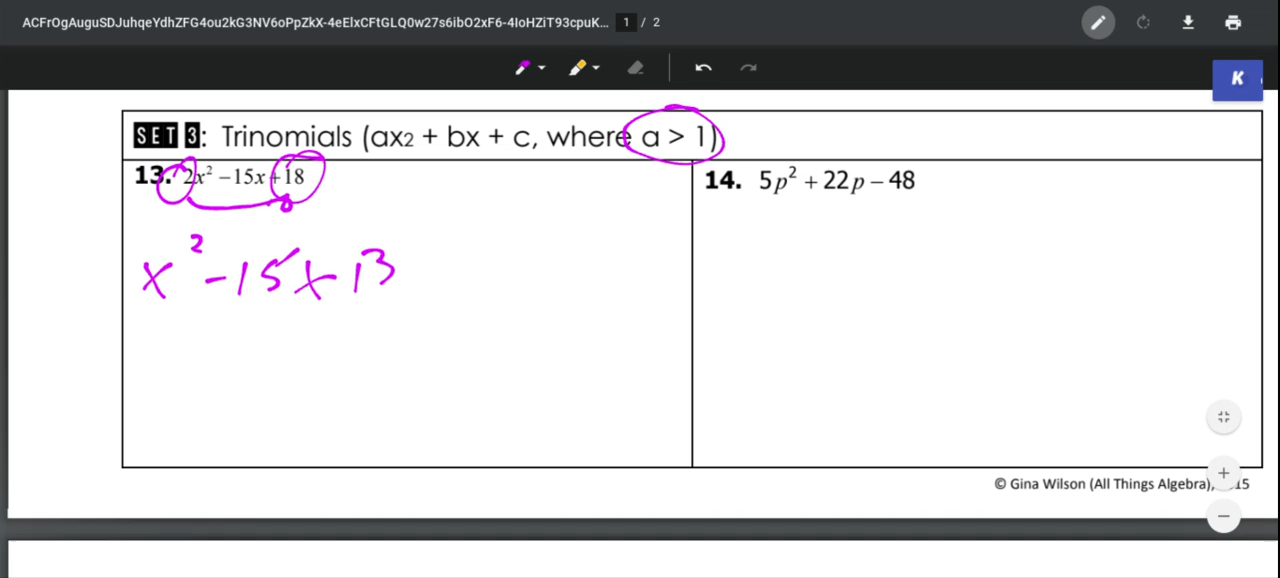 ACFrOgAuguSDJuhqeYdhZFG4ou2kG3NV6oPpZkX-4eElxCFtGLQ0w27s6ibO2xF6-4IoHZiT93cpuK... 1 / 2
K
SET 3: Trinomials (ax2 + bx + c, where a > 1)
13. 2x² −15x+18
14. 5p² + 22p − 48
x² - 15x 13
© Gina Wilson (All Things Algebra), 15